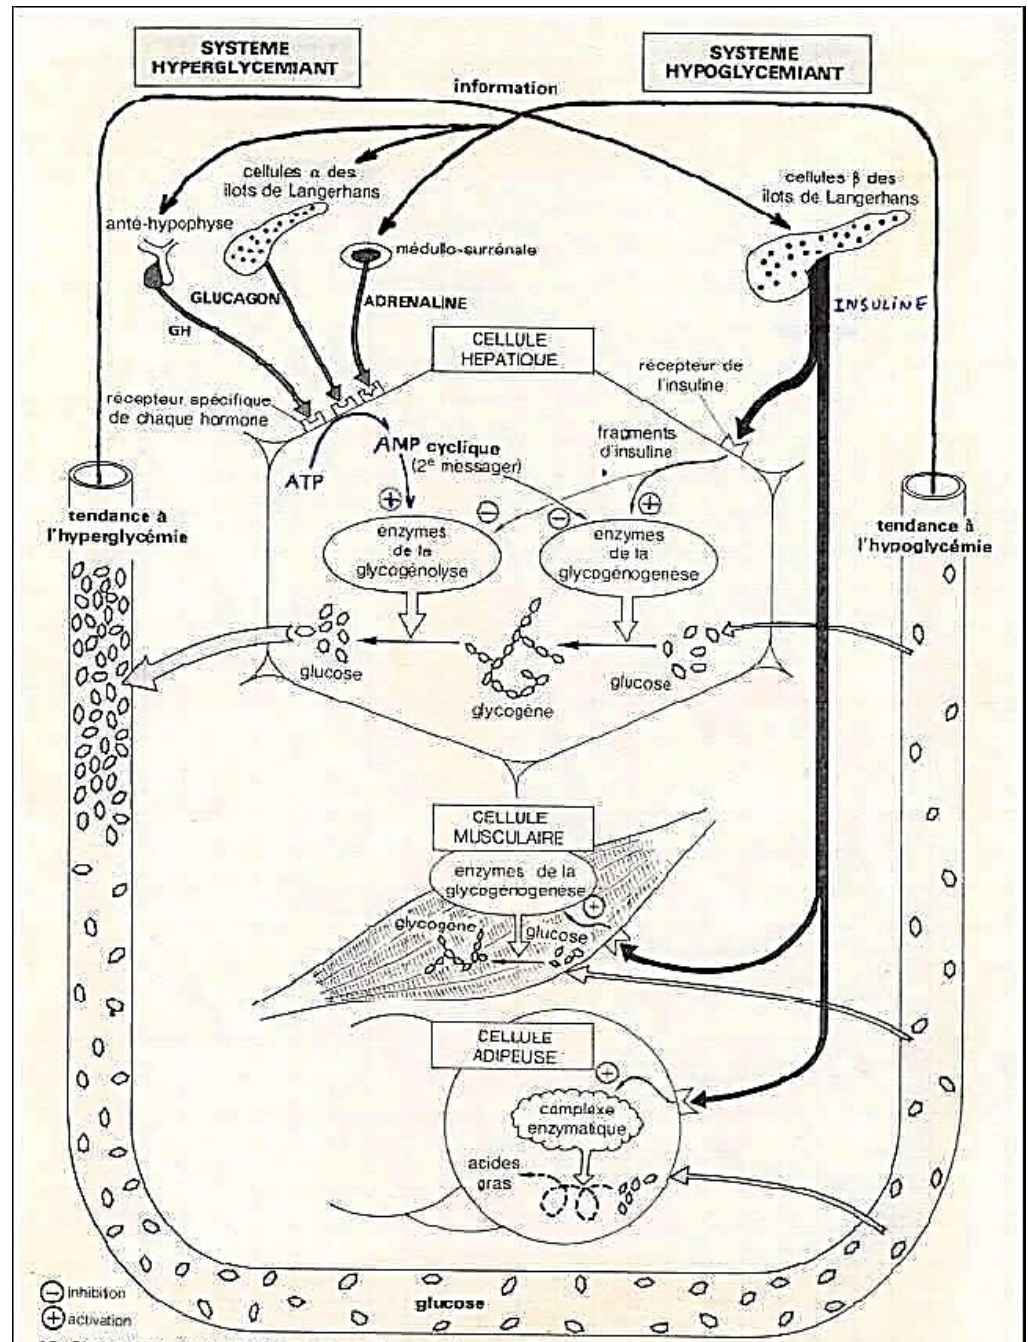 SYSTEME
HYPERGLYCEMIANT
SYSTEME
HYPOGLYCEMIANT
information
cellules α des
îlots de Langerhans
cellules β des
îlots de Langerhans
anté-hypophyse
médullo-surrénale
GLUCAGON
ADRENALINE
INSULINE
GH
CELLULE
HEPATIQUE
récepteur de
l'insuline
récepteur spécifique
de chaque hormone
fragments
d'insuline
AMP cyclique
(2e messager)
ATP
+
−
−
+
tendance à
l'hyperglycémie
tendance à
l'hypoglycémie
enzymes
de la
glycogénolyse
enzymes
de la
glycogénogenèse
glucose
glycogène
glucose
CELLULE
MUSCULAIRE
enzymes de la
glycogénogenèse
+
glycogène
glucose
CELLULE
ADIPEUSE
+
complexe
enzymatique
acides
gras
glucose
− inhibition
+ activation